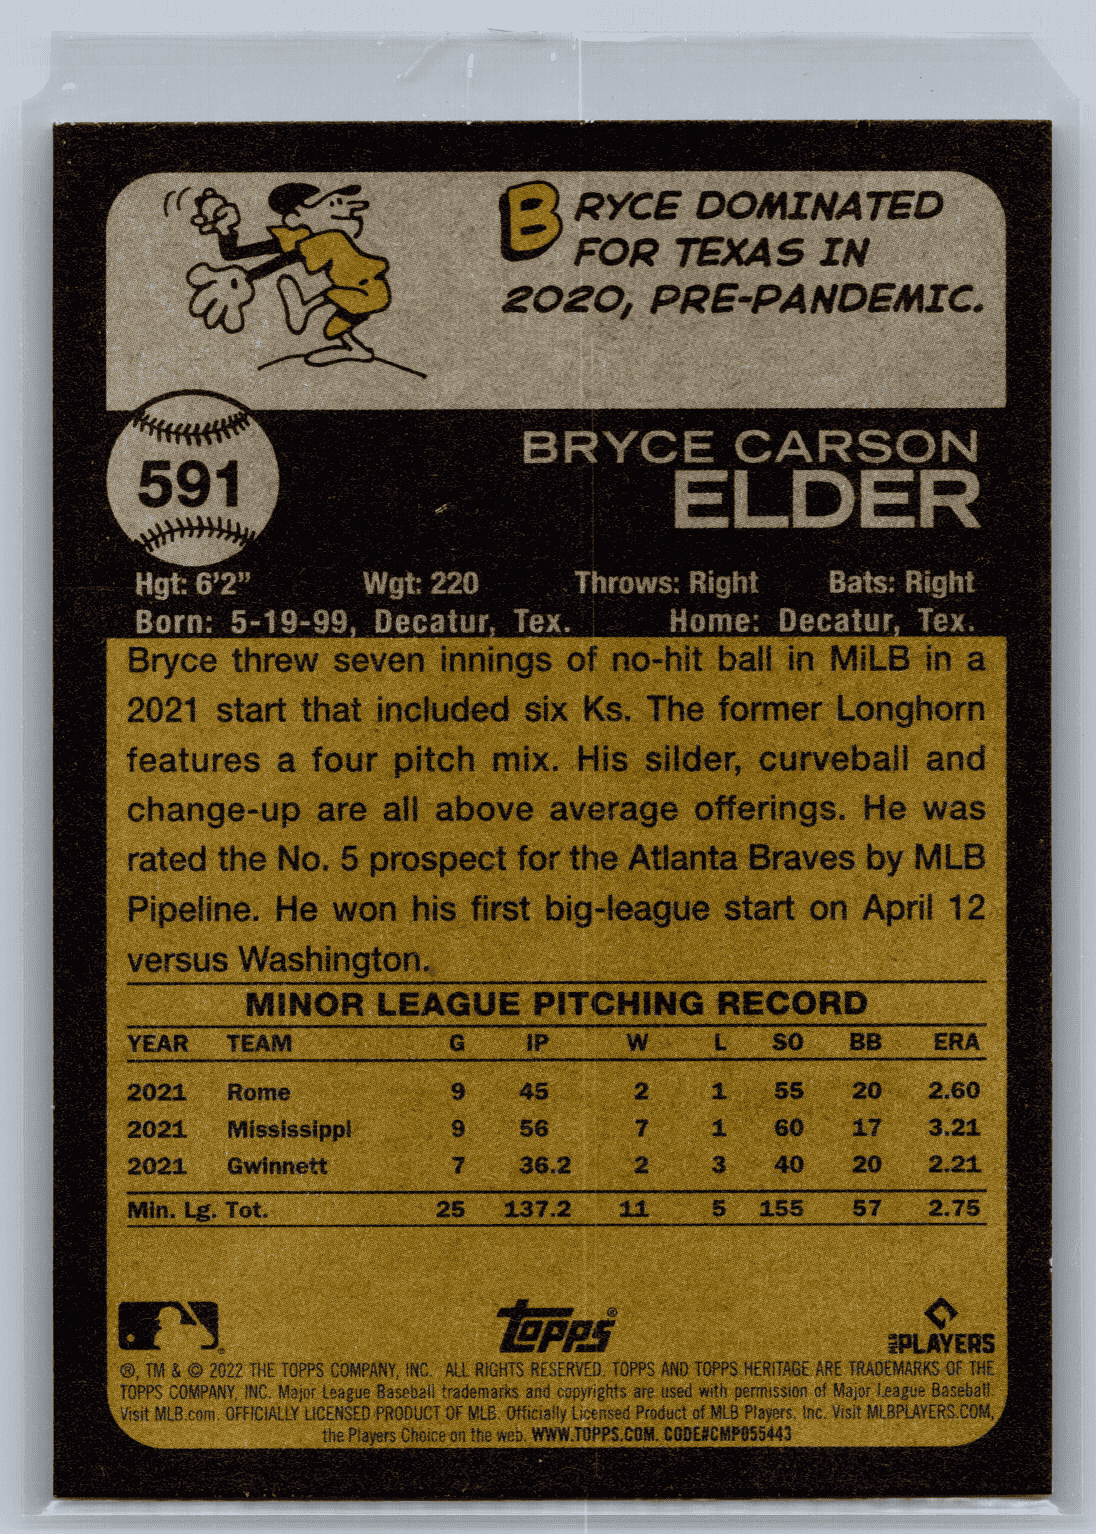 BRYCE DOMINATED
FOR TEXAS IN
2020, PRE-PANDEMIC.
591
BRYCE CARSON
ELDER
Hgt: 6'2" Wgt: 220 Throws: Right Bats: Right
Born: 5-19-99, Decatur, Tex. Home: Decatur, Tex.
Bryce threw seven innings of no-hit ball in MiLB in a
2021 start that included six Ks. The former Longhorn
features a four pitch mix. His silder, curveball and
change-up are all above average offerings. He was
rated the No. 5 prospect for the Atlanta Braves by MLB
Pipeline. He won his first big-league start on April 12
versus Washington.
MINOR LEAGUE PITCHING RECORD
YEAR TEAM G IP W L SO BB ERA
2021 Rome 9 45 2 1 55 20 2.60
2021 Mississippi 9 56 7 1 60 17 3.21
2021 Gwinnett 7 36.2 2 3 40 20 2.21
Min. Lg. Tot. 25 137.2 11 5 155 57 2.75
topps®
MLB PLAYERS
®, TM & © 2022 THE TOPPS COMPANY, INC. ALL RIGHTS RESERVED. TOPPS AND TOPPS HERITAGE ARE TRADEMARKS OF THE
TOPPS COMPANY, INC. Major League Baseball trademarks and copyrights are used with permission of Major League Baseball.
Visit MLB.com. OFFICIALLY LICENSED PRODUCT OF MLB. Officially Licensed Product of MLB Players, Inc. Visit MLBPLAYERS.COM,
the Players Choice on the web. WWW.TOPPS.COM. CODE#CMP055443